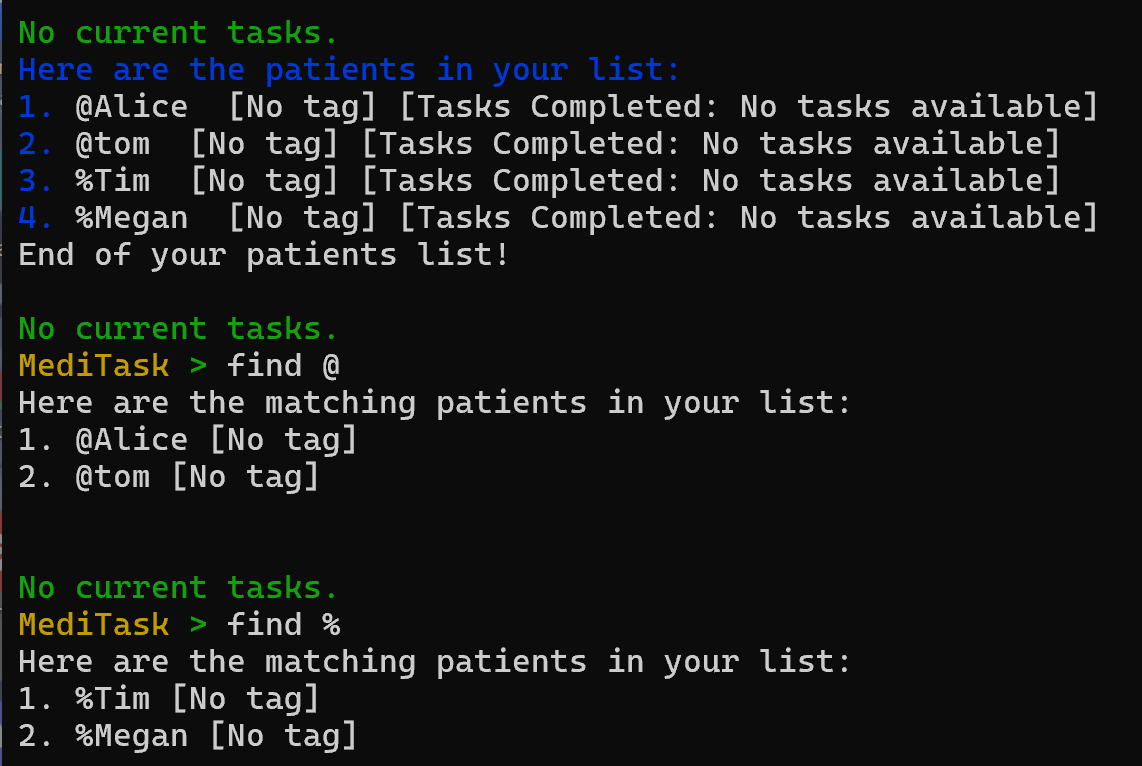 No current tasks.
Here are the patients in your list:
1. @Alice  [No tag] [Tasks Completed: No tasks available]
2. @tom  [No tag] [Tasks Completed: No tasks available]
3. %Tim  [No tag] [Tasks Completed: No tasks available]
4. %Megan  [No tag] [Tasks Completed: No tasks available]
End of your patients list!
No current tasks.
MediTask > find @
Here are the matching patients in your list:
1. @Alice [No tag]
2. @tom [No tag]
No current tasks.
MediTask > find %
Here are the matching patients in your list:
1. %Tim [No tag]
2. %Megan [No tag]